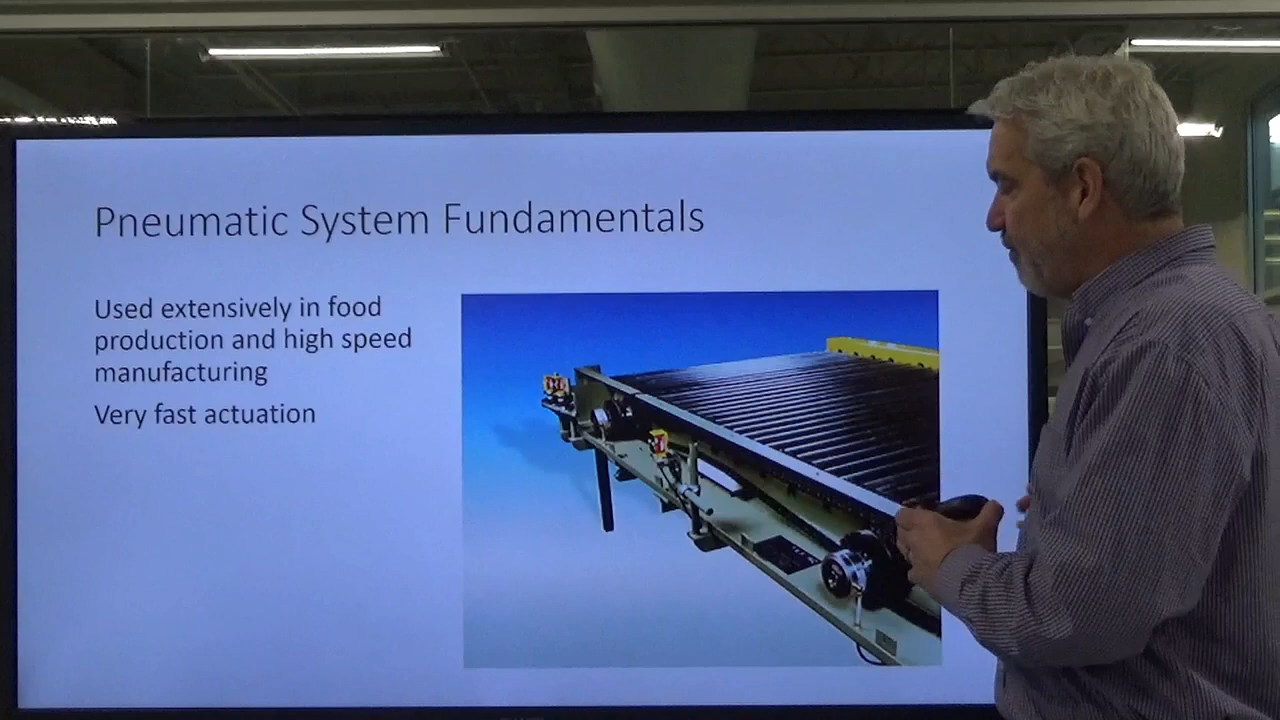 Pneumatic System Fundamentals
Used extensively in food
production and high speed
manufacturing
Very fast actuation